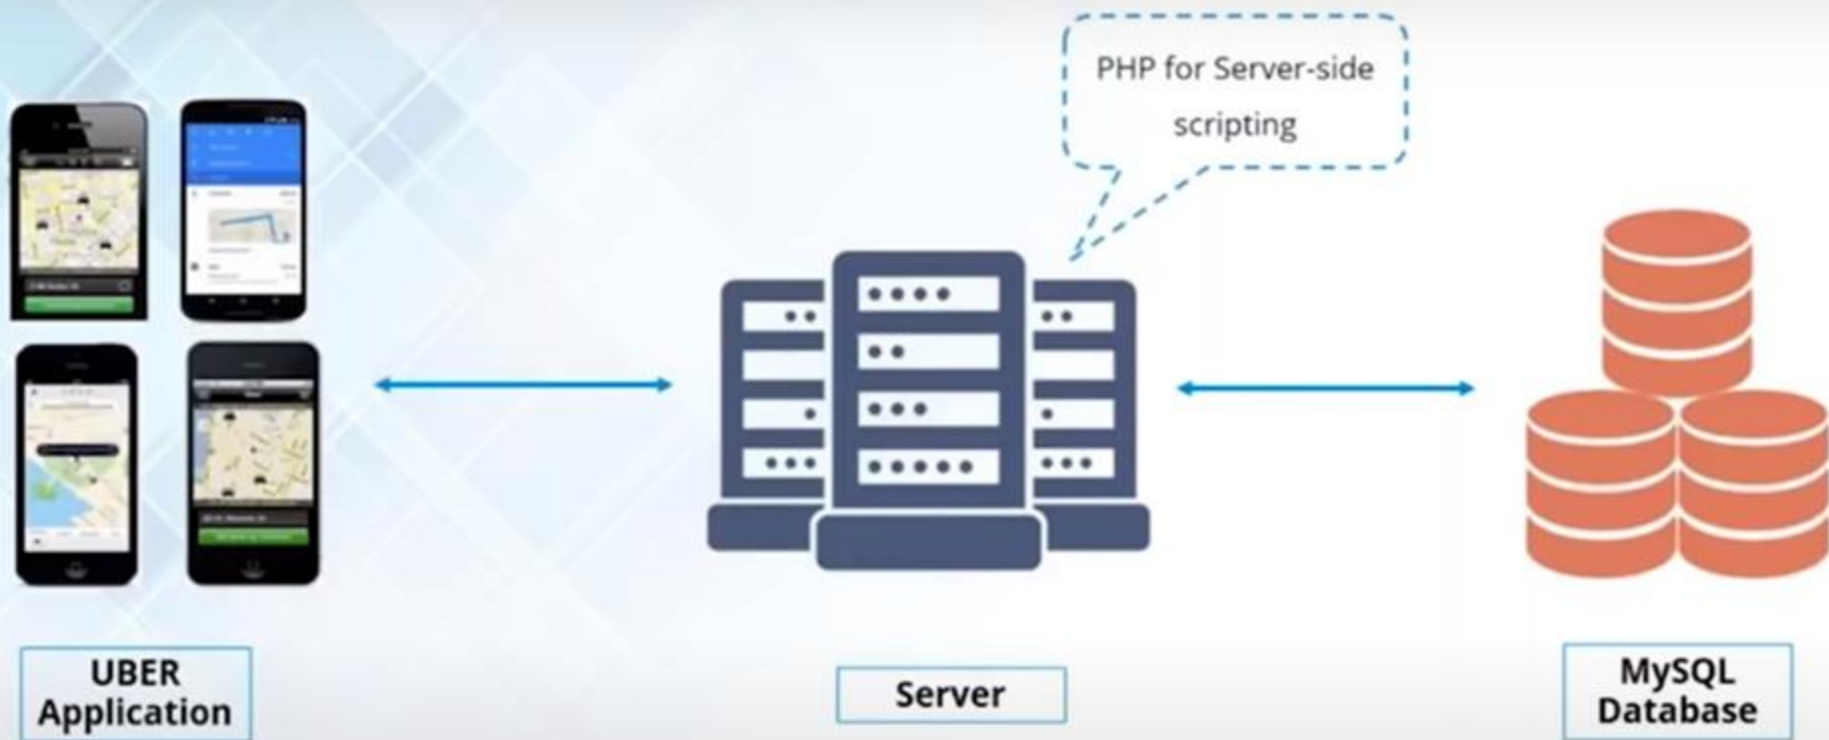 PHP for Server-side
scripting
UBER
Application
Server
MySQL
Database